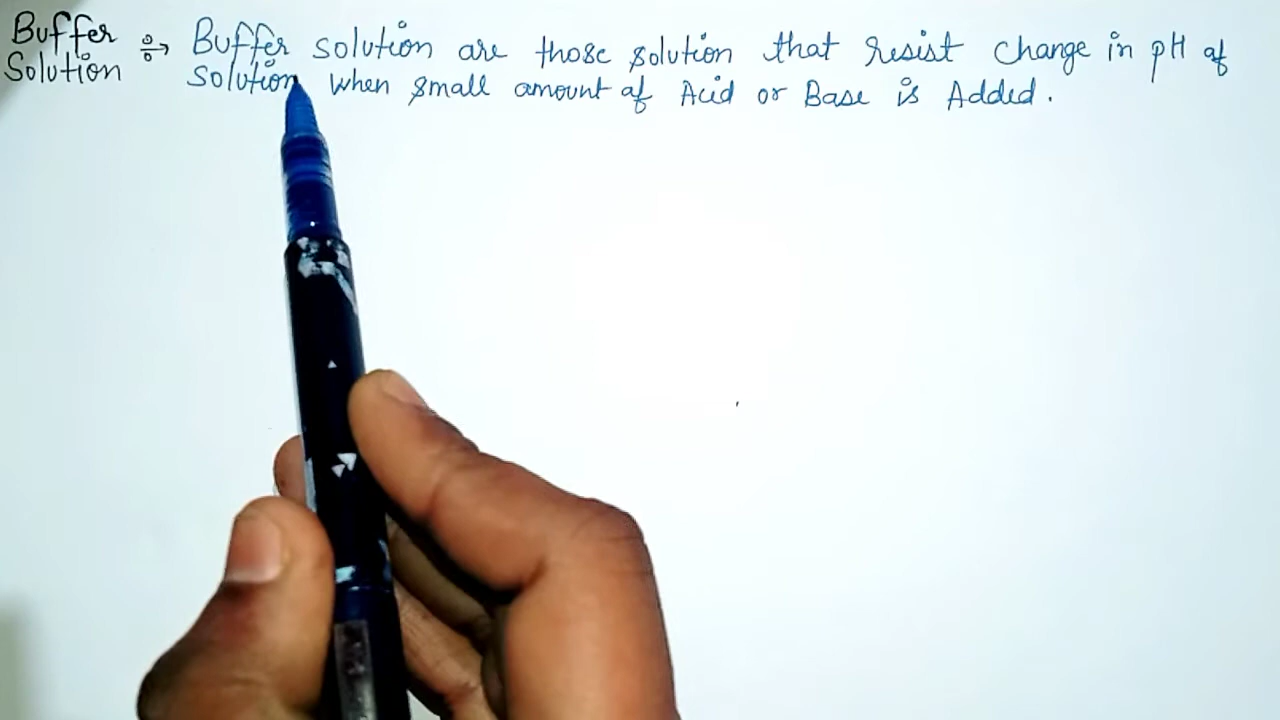 Buffer Solution ÷→ Buffer solution are those solution that resist change in pH of
solution when small amount of Acid or Base is Added.